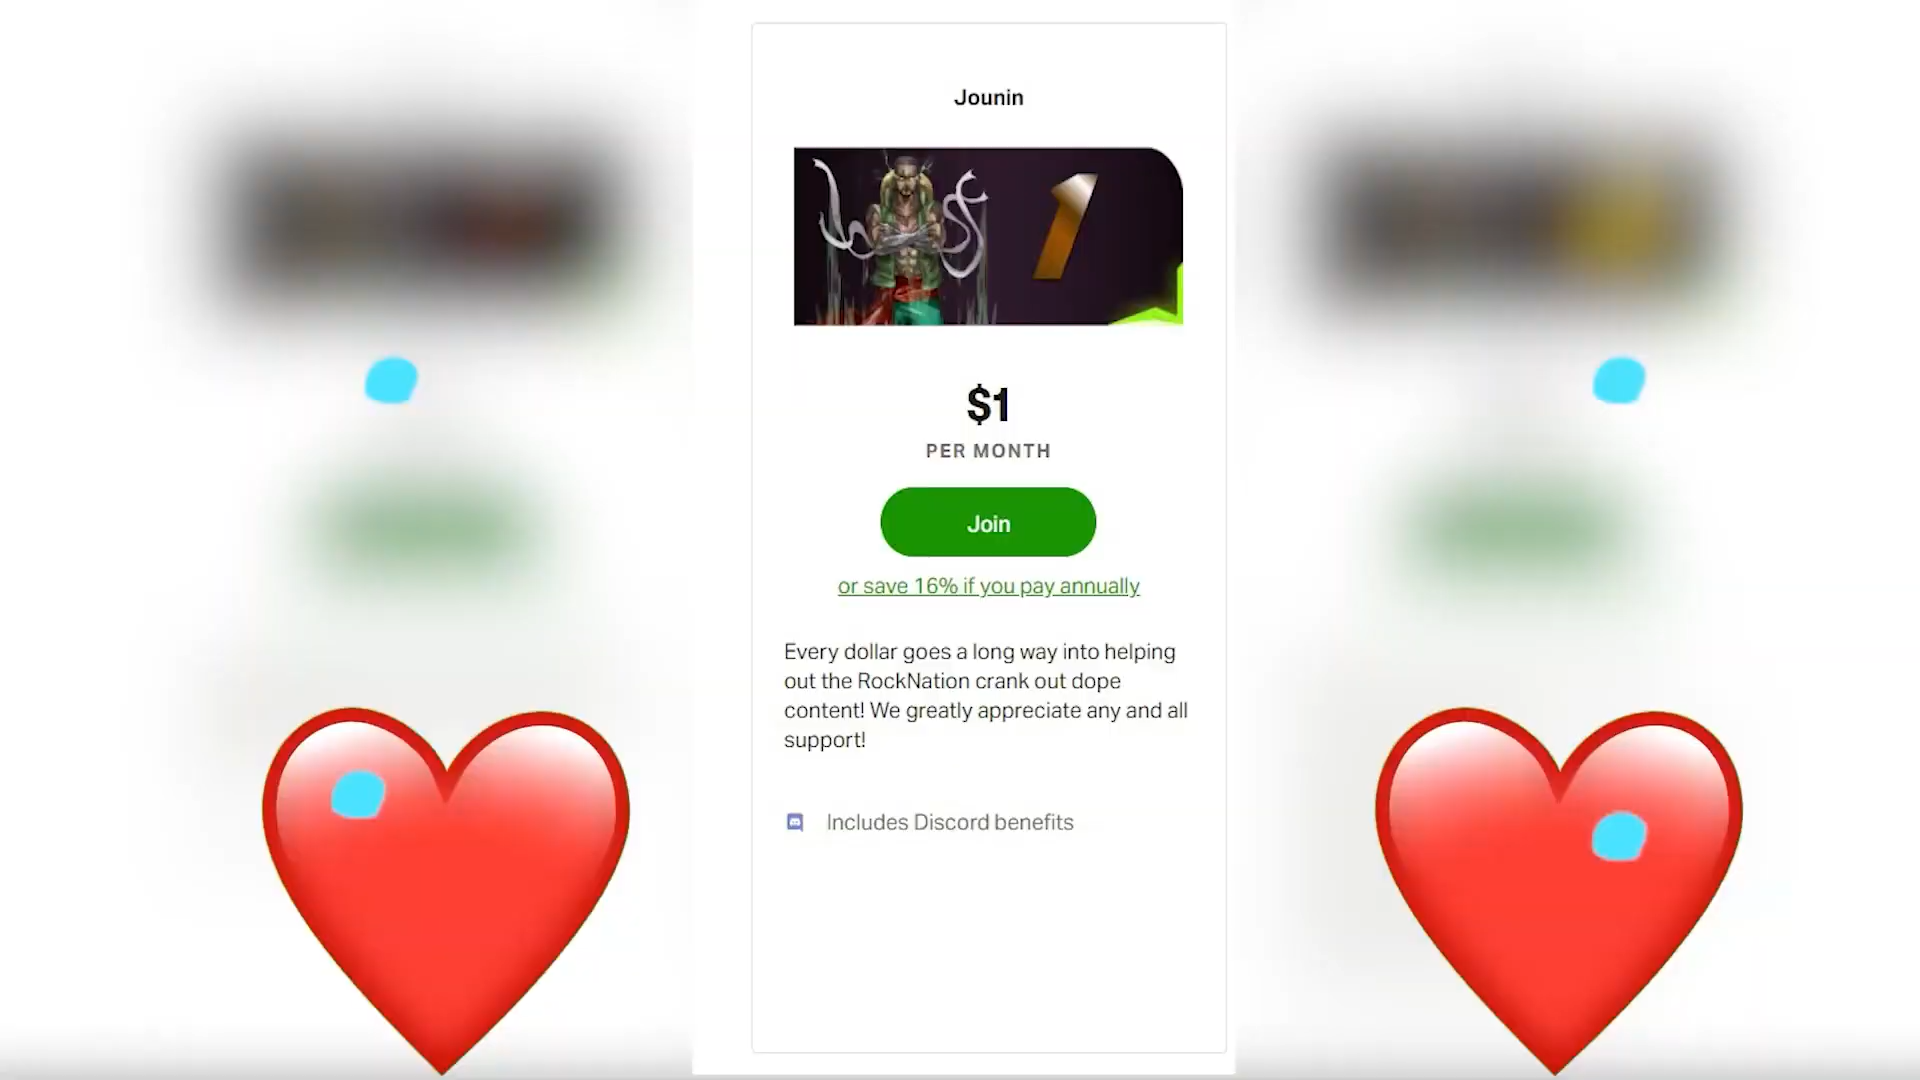 Jounin
1
$1
PER MONTH
Join
or save 16% if you pay annually
Every dollar goes a long way into helping
out the RockNation crank out dope
content! We greatly appreciate any and all
support!
Includes Discord benefits